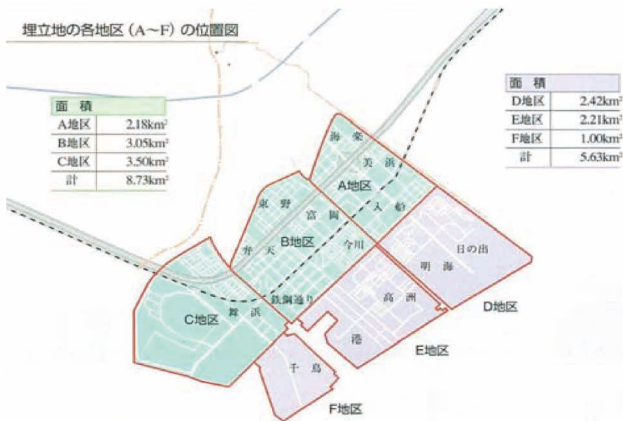 埋立地の各地区(A~F)の位置図
面 積
A地区 2.18km²
B地区 3.05km²
C地区 3.50km²
計 8.73km²
面 積
D地区 2.42km²
E地区 2.21km²
F地区 1.00km²
計 5.63km²
海 楽
美 浜
A地区
入 船
東 野
富 岡
B地区
弁 天
今 川
日 の 出
明 海
D地区
鉄 鋼 通 り
舞 浜
C地区
高 洲
港
E地区
千 鳥
F地区